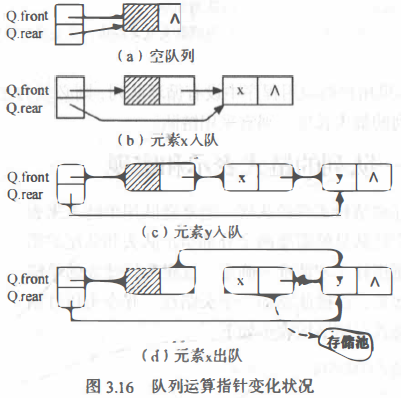 Q.front
Q.rear
∧
(a) 空队列
Q.front
Q.rear
x ∧
(b) 元素x入队
Q.front
Q.rear
x y ∧
(c) 元素y入队
Q.front
Q.rear
x y ∧
存储池
(d) 元素x出队
图 3.16 队列运算指针变化状况